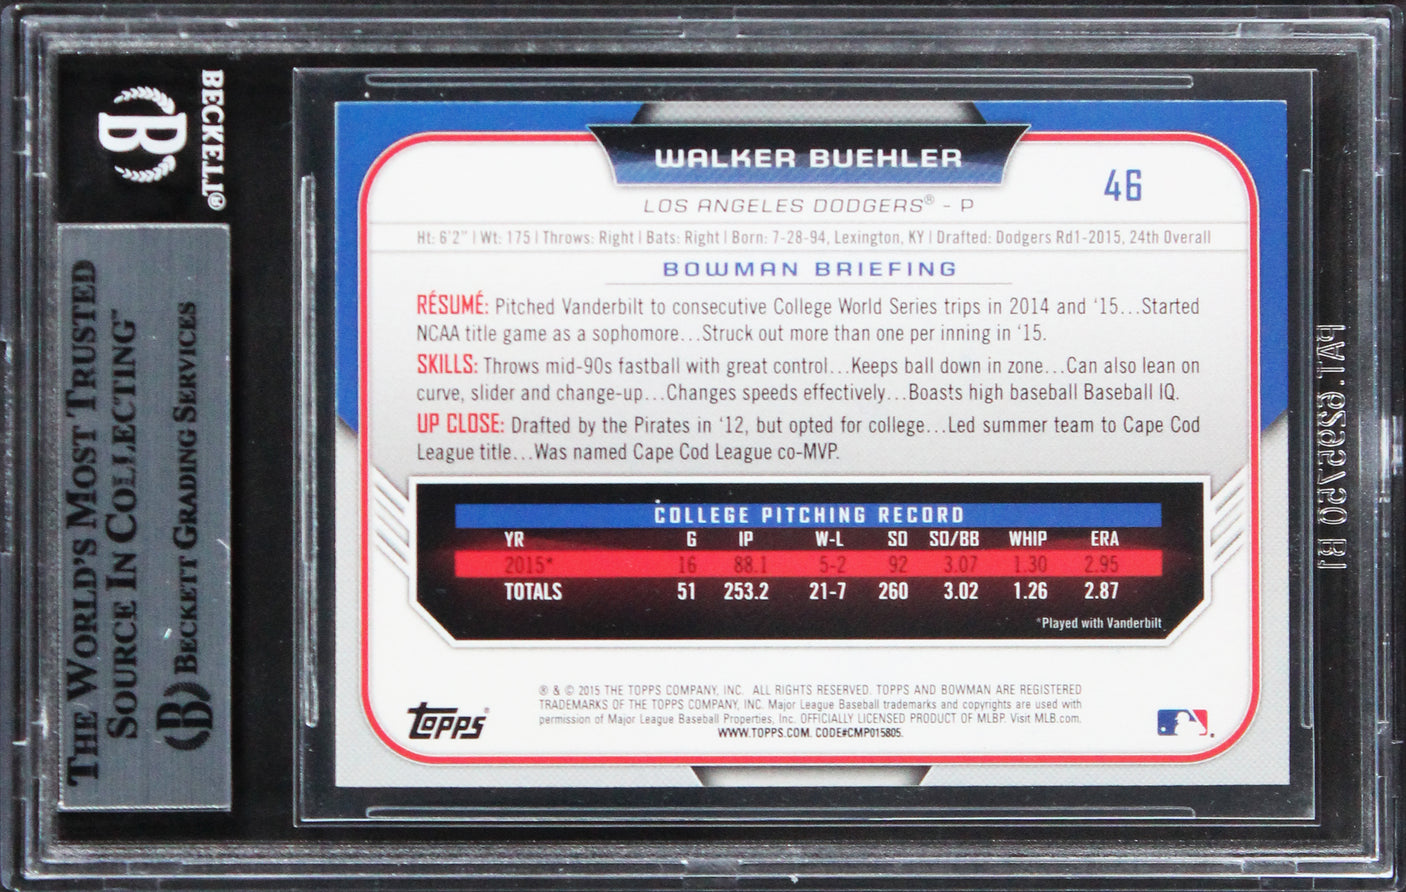 BECKETT®
THE WORLD'S MOST TRUSTED
SOURCE IN COLLECTING™
BECKETT GRADING SERVICES
WALKER BUEHLER
46
LOS ANGELES DODGERS® - P
Ht: 6'2" | Wt: 175 | Throws: Right | Bats: Right | Born: 7-28-94, Lexington, KY | Drafted: Dodgers Rd1-2015, 24th Overall
BOWMAN BRIEFING
RÉSUMÉ: Pitched Vanderbilt to consecutive College World Series trips in 2014 and '15...Started
NCAA title game as a sophomore...Struck out more than one per inning in '15.
SKILLS: Throws mid-90s fastball with great control...Keeps ball down in zone...Can also lean on
curve, slider and change-up...Changes speeds effectively...Boasts high baseball Baseball IQ.
UP CLOSE: Drafted by the Pirates in '12, but opted for college...Led summer team to Cape Cod
League title...Was named Cape Cod League co-MVP.
COLLEGE PITCHING RECORD
YR G IP W-L SO SO/BB WHIP ERA
2015* 16 88.1 5-2 92 3.07 1.30 2.95
TOTALS 51 253.2 21-7 260 3.02 1.26 2.87
*Played with Vanderbilt
® & © 2015 THE TOPPS COMPANY, INC. ALL RIGHTS RESERVED. TOPPS AND BOWMAN ARE REGISTERED
TRADEMARKS OF THE TOPPS COMPANY, INC. Major League Baseball trademarks and copyrights are used with
permission of Major League Baseball Properties, Inc. OFFICIALLY LICENSED PRODUCT OF MLBP. Visit MLB.com.
WWW.TOPPS.COM. CODE#CMP015805.
topps®